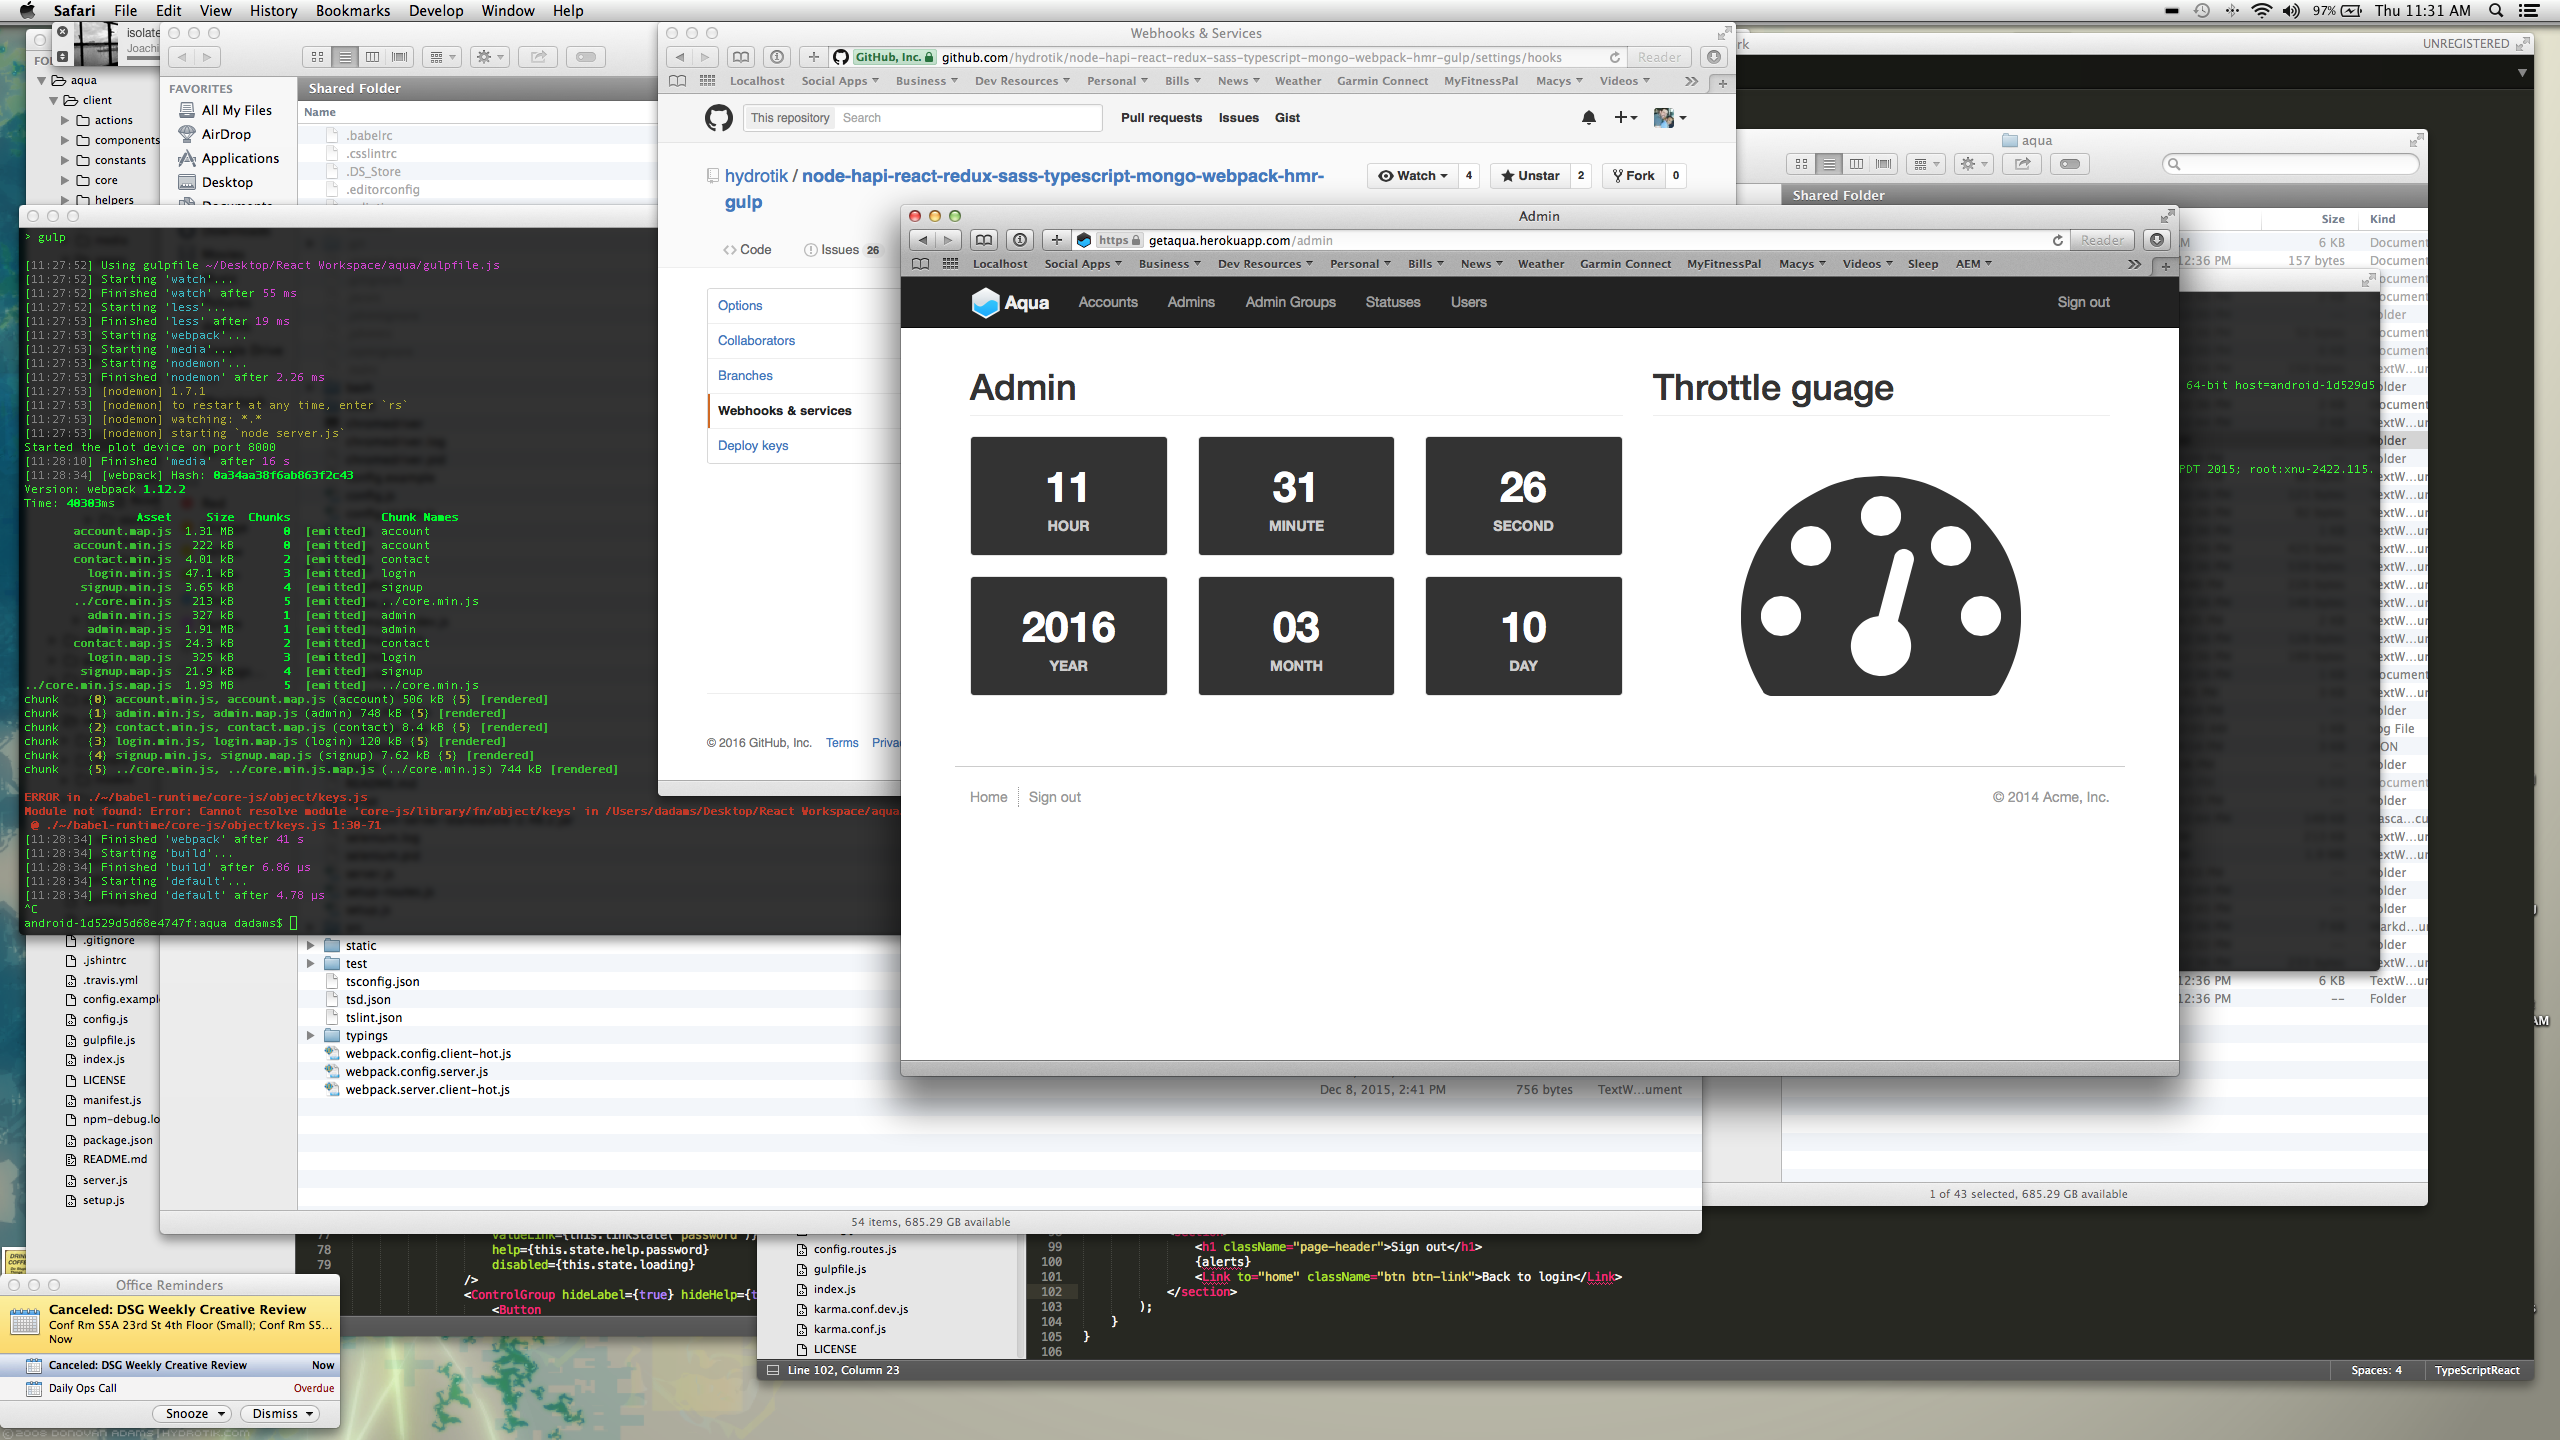 Safari File Edit View History Bookmarks Develop Window Help
97% Thu 11:31 AM
isolate
Joachi
aqua
client
actions
components
constants
core
helpers
FAVORITES
All My Files
AirDrop
Applications
Desktop
Shared Folder
Name
.babelrc
.csslintrc
.DS_Store
.editorconfig
Webhooks & Services
GitHub, Inc. github.com/hydrotik/node-hapi-react-redux-sass-typescript-mongo-webpack-hmr-gulp/settings/hooks
Reader
Localhost Social Apps Business Dev Resources Personal Bills News Weather Garmin Connect MyFitnessPal Macys Videos
This repository Search
Pull requests Issues Gist
hydrotik / node-hapi-react-redux-sass-typescript-mongo-webpack-hmr-
gulp
Watch 4 Unstar 2 Fork 0
Code Issues 26
Options
Collaborators
Branches
Webhooks & services
Deploy keys
© 2016 GitHub, Inc. Terms Priva
UNREGISTERED
aqua
Shared Folder
Size Kind
6 KB Document
12:36 PM 157 bytes Document
64-bit host=android-1d529d5
PDT 2015; root:xnu-2422.115.
12:36 PM 6 KB TextW...ument
12:36 PM -- Folder
1 of 43 selected, 685.29 GB available
> gulp
[11:27:52] Using gulpfile ~/Desktop/React Workspace/aqua/gulpfile.js
[11:27:52] Starting 'watch'...
[11:27:52] Finished 'watch' after 55 ms
[11:27:52] Starting 'less'...
[11:27:53] Finished 'less' after 19 ms
[11:27:53] Starting 'webpack'...
[11:27:53] Starting 'media'...
[11:27:53] Starting 'nodemon'...
[11:27:53] Finished 'nodemon' after 2.26 ms
[11:27:53] [nodemon] 1.7.1
[11:27:53] [nodemon] to restart at any time, enter `rs`
[11:27:53] [nodemon] watching: *.*
[11:27:53] [nodemon] starting `node server.js`
Started the plot device on port 8000
[11:28:10] Finished 'media' after 16 s
[11:28:34] [webpack] Hash: 0a34aa38f6ab863f2c43
Version: webpack 1.12.2
Time: 40303ms
Asset Size Chunks Chunk Names
account.map.js 1.31 MB 0 [emitted] account
account.min.js 222 kB 0 [emitted] account
contact.min.js 4.01 kB 2 [emitted] contact
login.min.js 47.1 kB 3 [emitted] login
signup.min.js 3.65 kB 4 [emitted] signup
../core.min.js 213 kB 5 [emitted] ../core.min.js
admin.min.js 327 kB 1 [emitted] admin
admin.map.js 1.91 MB 1 [emitted] admin
contact.map.js 24.3 kB 2 [emitted] contact
login.map.js 325 kB 3 [emitted] login
signup.map.js 21.9 kB 4 [emitted] signup
../core.min.js.map.js 1.93 MB 5 [emitted] ../core.min.js
chunk {0} account.min.js, account.map.js (account) 506 kB {5} [rendered]
chunk {1} admin.min.js, admin.map.js (admin) 748 kB {5} [rendered]
chunk {2} contact.min.js, contact.map.js (contact) 8.4 kB {5} [rendered]
chunk {3} login.min.js, login.map.js (login) 120 kB {5} [rendered]
chunk {4} signup.min.js, signup.map.js (signup) 7.62 kB {5} [rendered]
chunk {5} ../core.min.js, ../core.min.js.map.js (../core.min.js) 744 kB [rendered]
ERROR in ./~/babel-runtime/core-js/object/keys.js
Module not found: Error: Cannot resolve module 'core-js/library/fn/object/keys' in /Users/dadams/Desktop/React Workspace/aqua
@ ./~/babel-runtime/core-js/object/keys.js 1:30-71
[11:28:34] Finished 'webpack' after 41 s
[11:28:34] Starting 'build'...
[11:28:34] Finished 'build' after 6.86 μs
[11:28:34] Starting 'default'...
[11:28:34] Finished 'default' after 4.78 μs
^C
android-1d529d5d68e4747f:aqua dadams$
Admin
https getaqua.herokuapp.com/admin
Reader
Localhost Social Apps Business Dev Resources Personal Bills News Weather Garmin Connect MyFitnessPal Macys Videos Sleep AEM
Aqua Accounts Admins Admin Groups Statuses Users Sign out
Admin
Throttle guage
11 31 26
HOUR MINUTE SECOND
2016 03 10
YEAR MONTH DAY
Home Sign out
© 2014 Acme, Inc.
.gitignore
.jshintrc
.travis.yml
config.exampl
config.js
gulpfile.js
index.js
LICENSE
manifest.js
npm-debug.lo
package.json
README.md
server.js
setup.js
static
test
tsconfig.json
tsd.json
tslint.json
typings
webpack.config.client-hot.js
webpack.config.server.js
webpack.server.client-hot.js
Dec 8, 2015, 2:41 PM 756 bytes TextW...ument
54 items, 685.29 GB available
77 valueLink={this.linkState('password')}
78 help={this.state.help.password}
79 disabled={this.state.loading}
/>
<ControlGroup hideLabel={true} hideHelp={t
<Button
config.routes.js
gulpfile.js
index.js
karma.conf.dev.js
karma.conf.js
LICENSE
99 <h1 className="page-header">Sign out</h1>
100 {alerts}
101 <Link to="home" className="btn btn-link">Back to login</Link>
102 </section>
103 );
104 }
105 }
106
Line 102, Column 23
Spaces: 4 TypeScriptReact
Office Reminders
Canceled: DSG Weekly Creative Review
Conf Rm S5A 23rd St 4th Floor (Small); Conf Rm S5...
Now
Canceled: DSG Weekly Creative Review Now
Daily Ops Call Overdue
Snooze Dismiss
©2008 DONOVAN ADAMS|HYDROTIK.COM